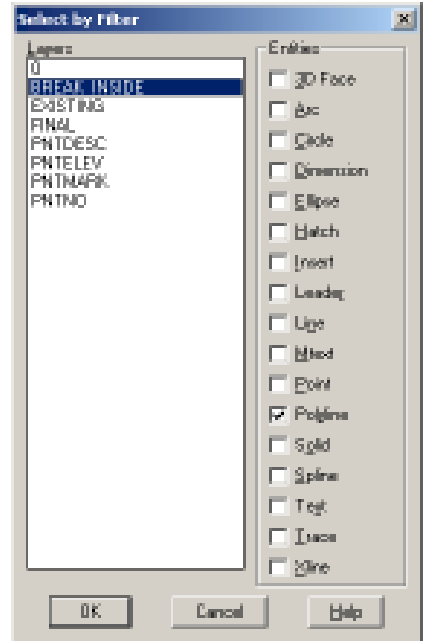 Select by Filter
Layers
0
BREAK INSIDE
EXISTING
FINAL
PNTDESC
PNTELEV
PNTMARK
PNTNO
Entities
3D Face
Arc
Circle
Dimension
Ellipse
Hatch
Insert
Leader
Line
Mtext
Point
Polyline
Solid
Spline
Text
Trace
Xline
OK
Cancel
Help